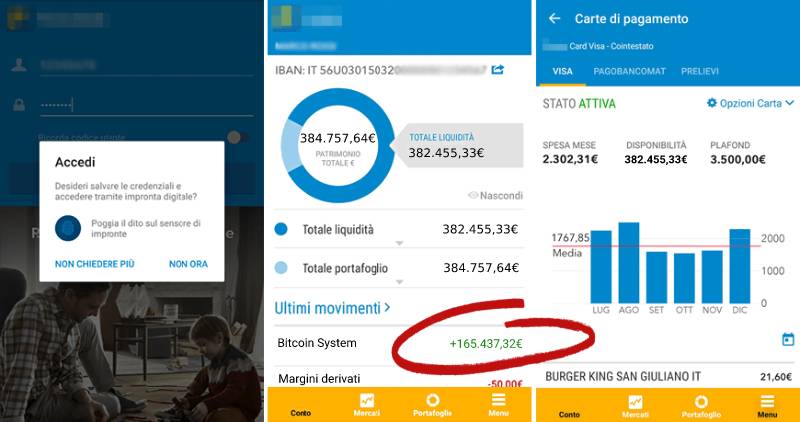 Accedi
Desideri salvare le credenziali e
accedere tramite impronta digitale?
Poggia il dito sul sensore di
impronte
NON CHIEDERE PIÙ NON ORA
IBAN: IT 56U03015032
384.757,64€
PATRIMONIO
TOTALE €
TOTALE LIQUIDITÀ
382.455,33€
Nascondi
Totale liquidità 382.455,33€
Totale portafoglio 384.757,64€
Ultimi movimenti >
Bitcoin System +165.437,32€
Margini derivati -50,00€
Conto Mercati Portafoglio Menu
Carte di pagamento
Card Visa - Cointestato
VISA PAGOBANCOMAT PRELIEVI
STATO ATTIVA Opzioni Carta
SPESA MESE DISPONIBILITÀ PLAFOND
2.302,31€ 382.455,33€ 3.500,00€
1767,85
Media
2000
1000
0
LUG AGO SET OTT NOV DIC
BURGER KING SAN GIULIANO IT 21,60€
Conto Mercati Portafoglio Menu